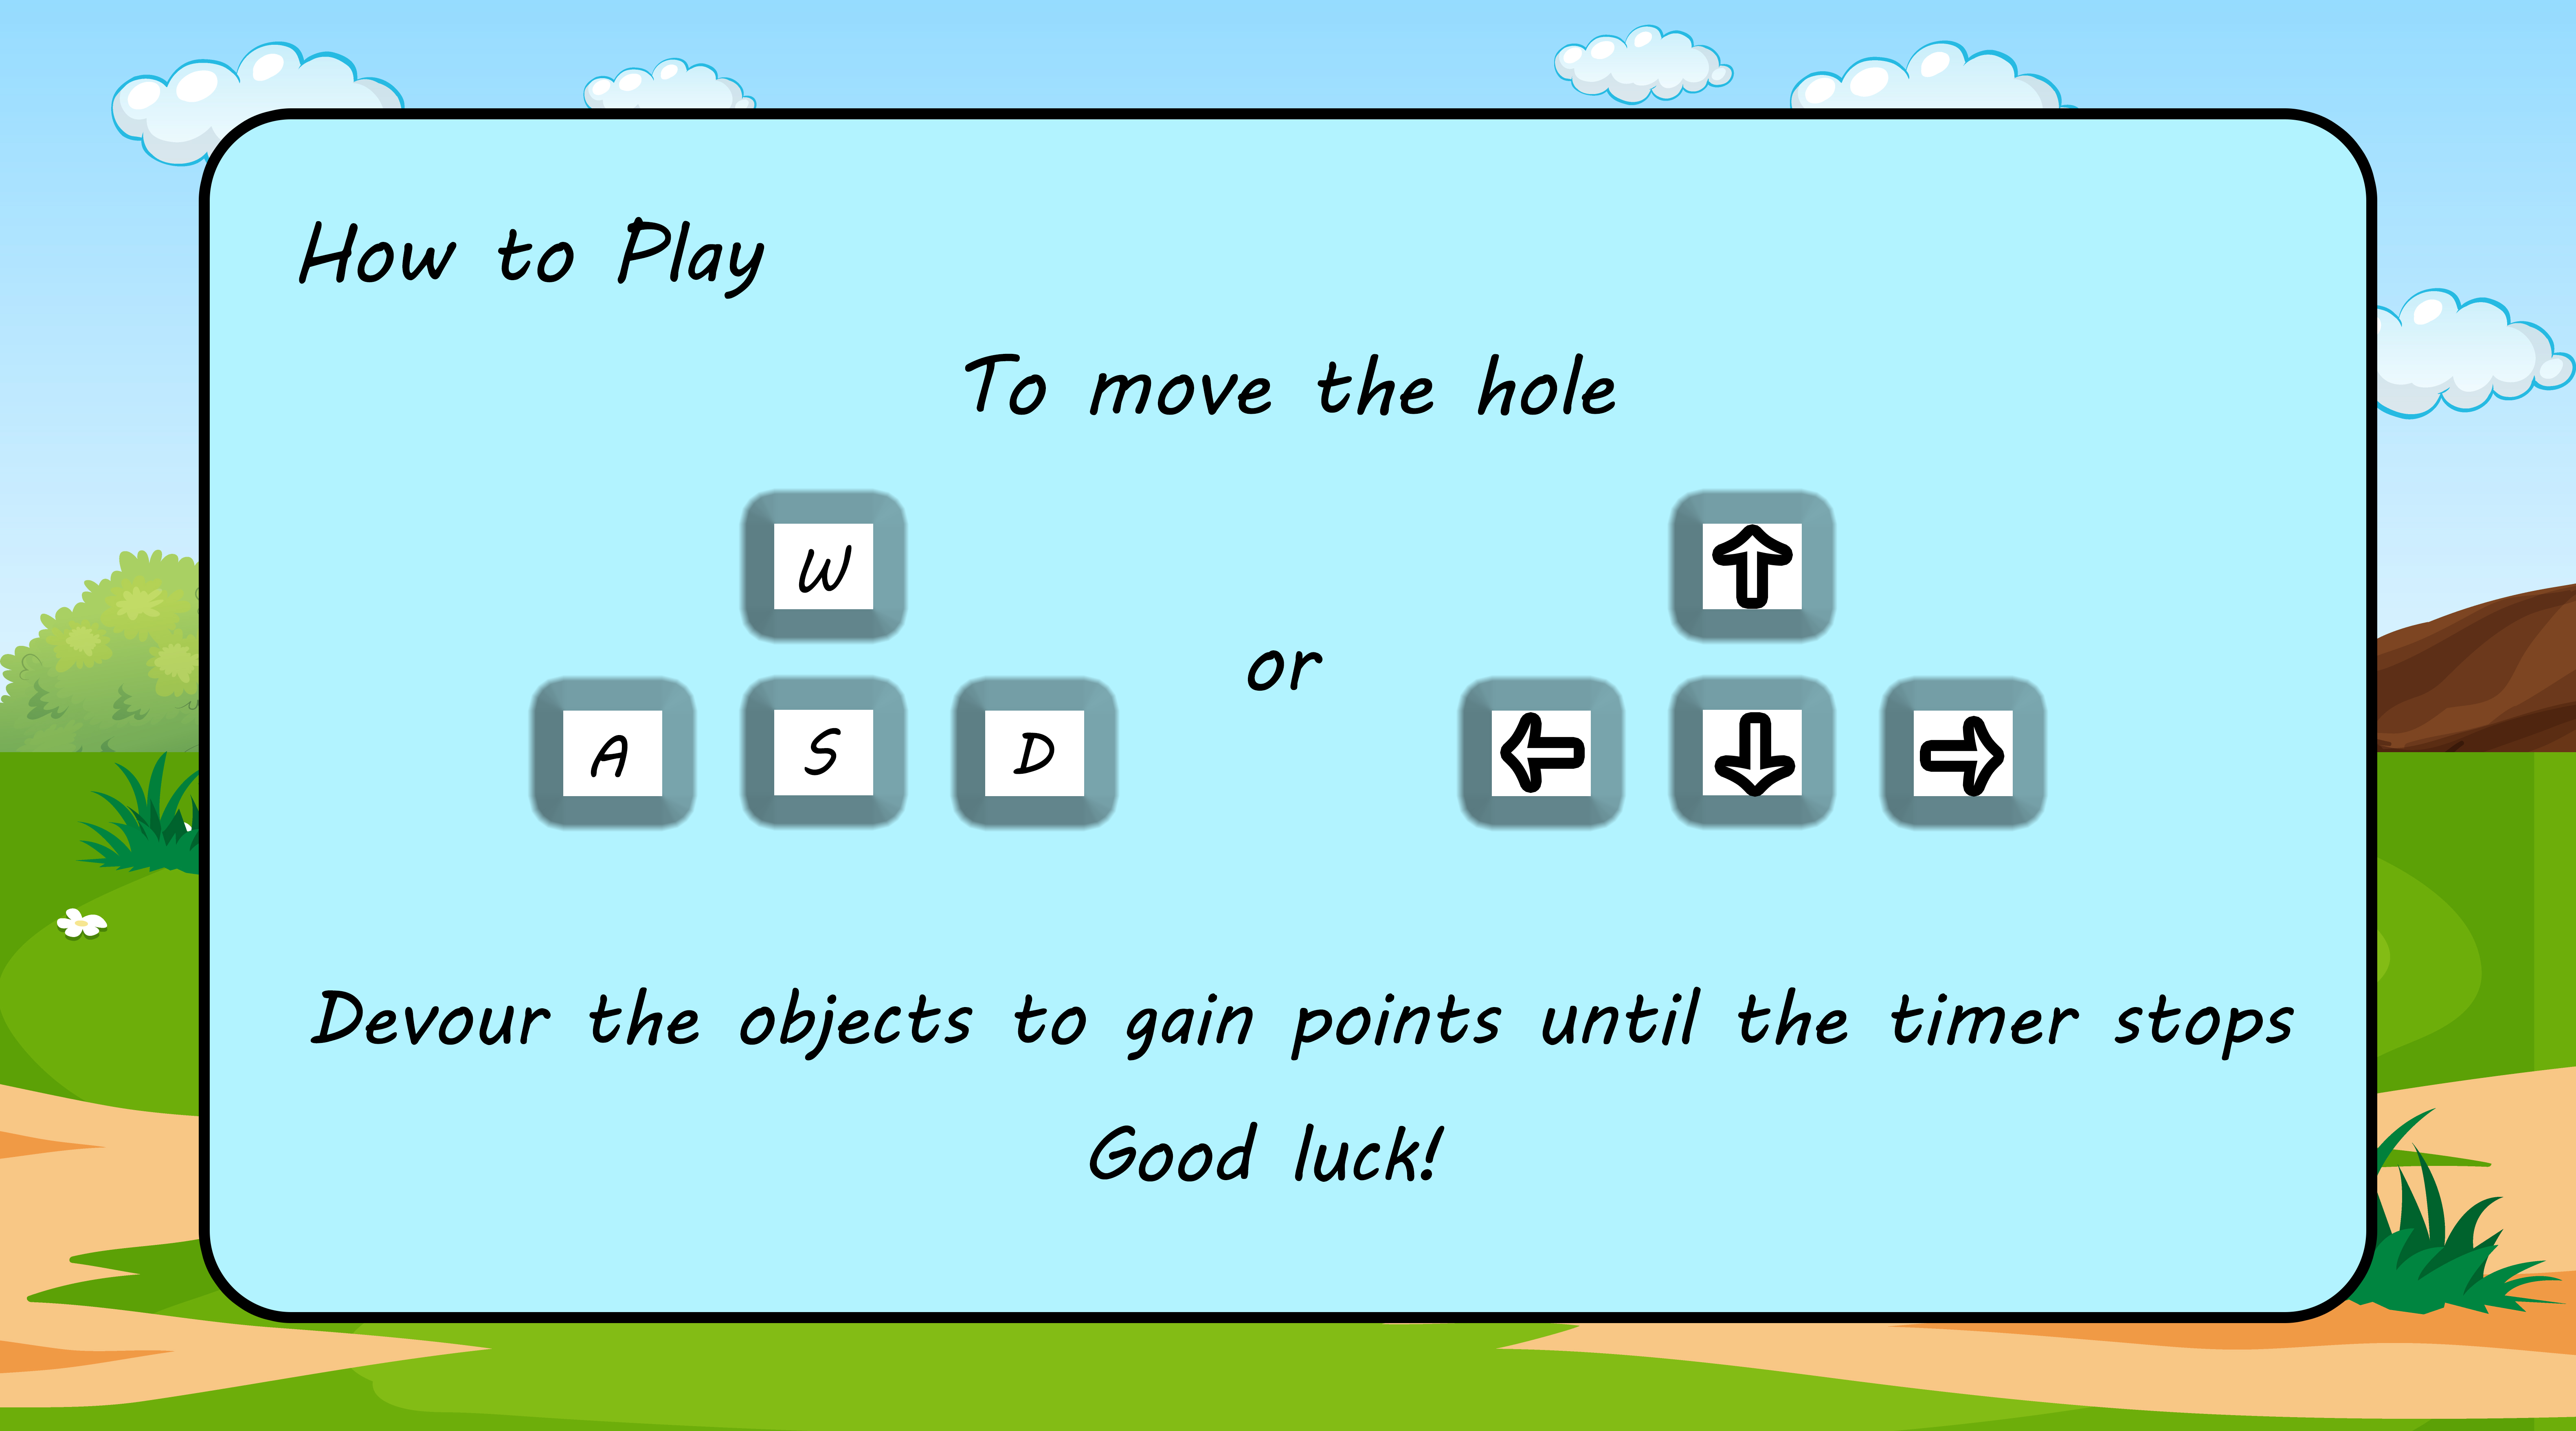 How to Play
To move the hole
W
or
A S D
Devour the objects to gain points until the timer stops
Good luck!